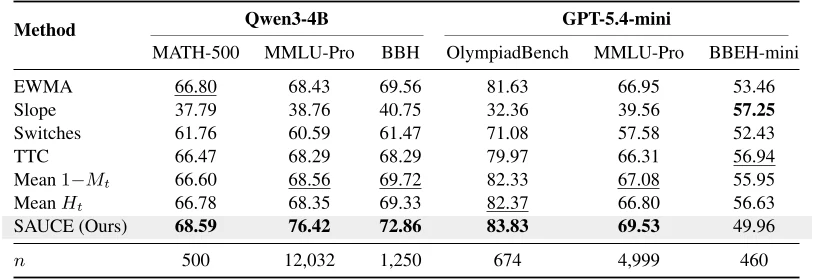 Method Qwen3-4B GPT-5.4-mini
MATH-500 MMLU-Pro BBH OlympiadBench MMLU-Pro BBEH-mini
EWMA 66.80 68.43 69.56 81.63 66.95 53.46
Slope 37.79 38.76 40.75 32.36 39.56 57.25
Switches 61.76 60.59 61.47 71.08 57.58 52.43
TTC 66.47 68.29 68.29 79.97 66.31 56.94
Mean 1−Mt 66.60 68.56 69.72 82.33 67.08 55.95
Mean Ht 66.78 68.35 69.33 82.37 66.80 56.63
SAUCE (Ours) 68.59 76.42 72.86 83.83 69.53 49.96
n 500 12,032 1,250 674 4,999 460